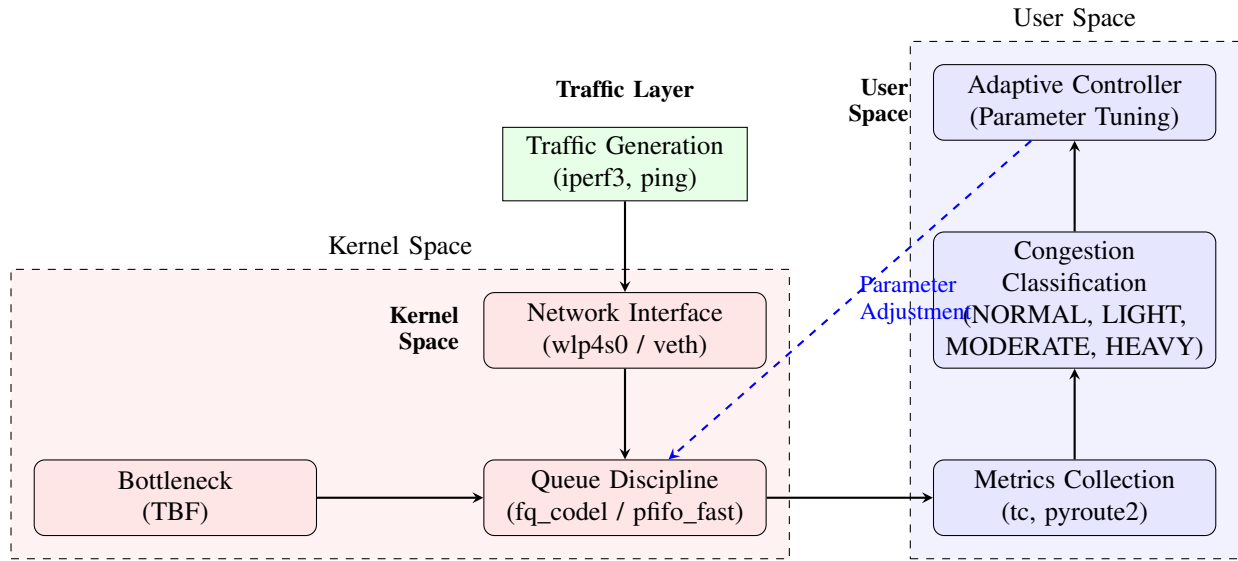 User Space
User
Space
Adaptive Controller
(Parameter Tuning)
Traffic Layer
Traffic Generation
(iperf3, ping)
Kernel Space
Congestion
Classification
(NORMAL, LIGHT,
MODERATE, HEAVY)
Parameter
Adjustment
Kernel
Space
Network Interface
(wlp4s0 / veth)
Bottleneck
(TBF)
Queue Discipline
(fq_codel / pfifo_fast)
Metrics Collection
(tc, pyroute2)